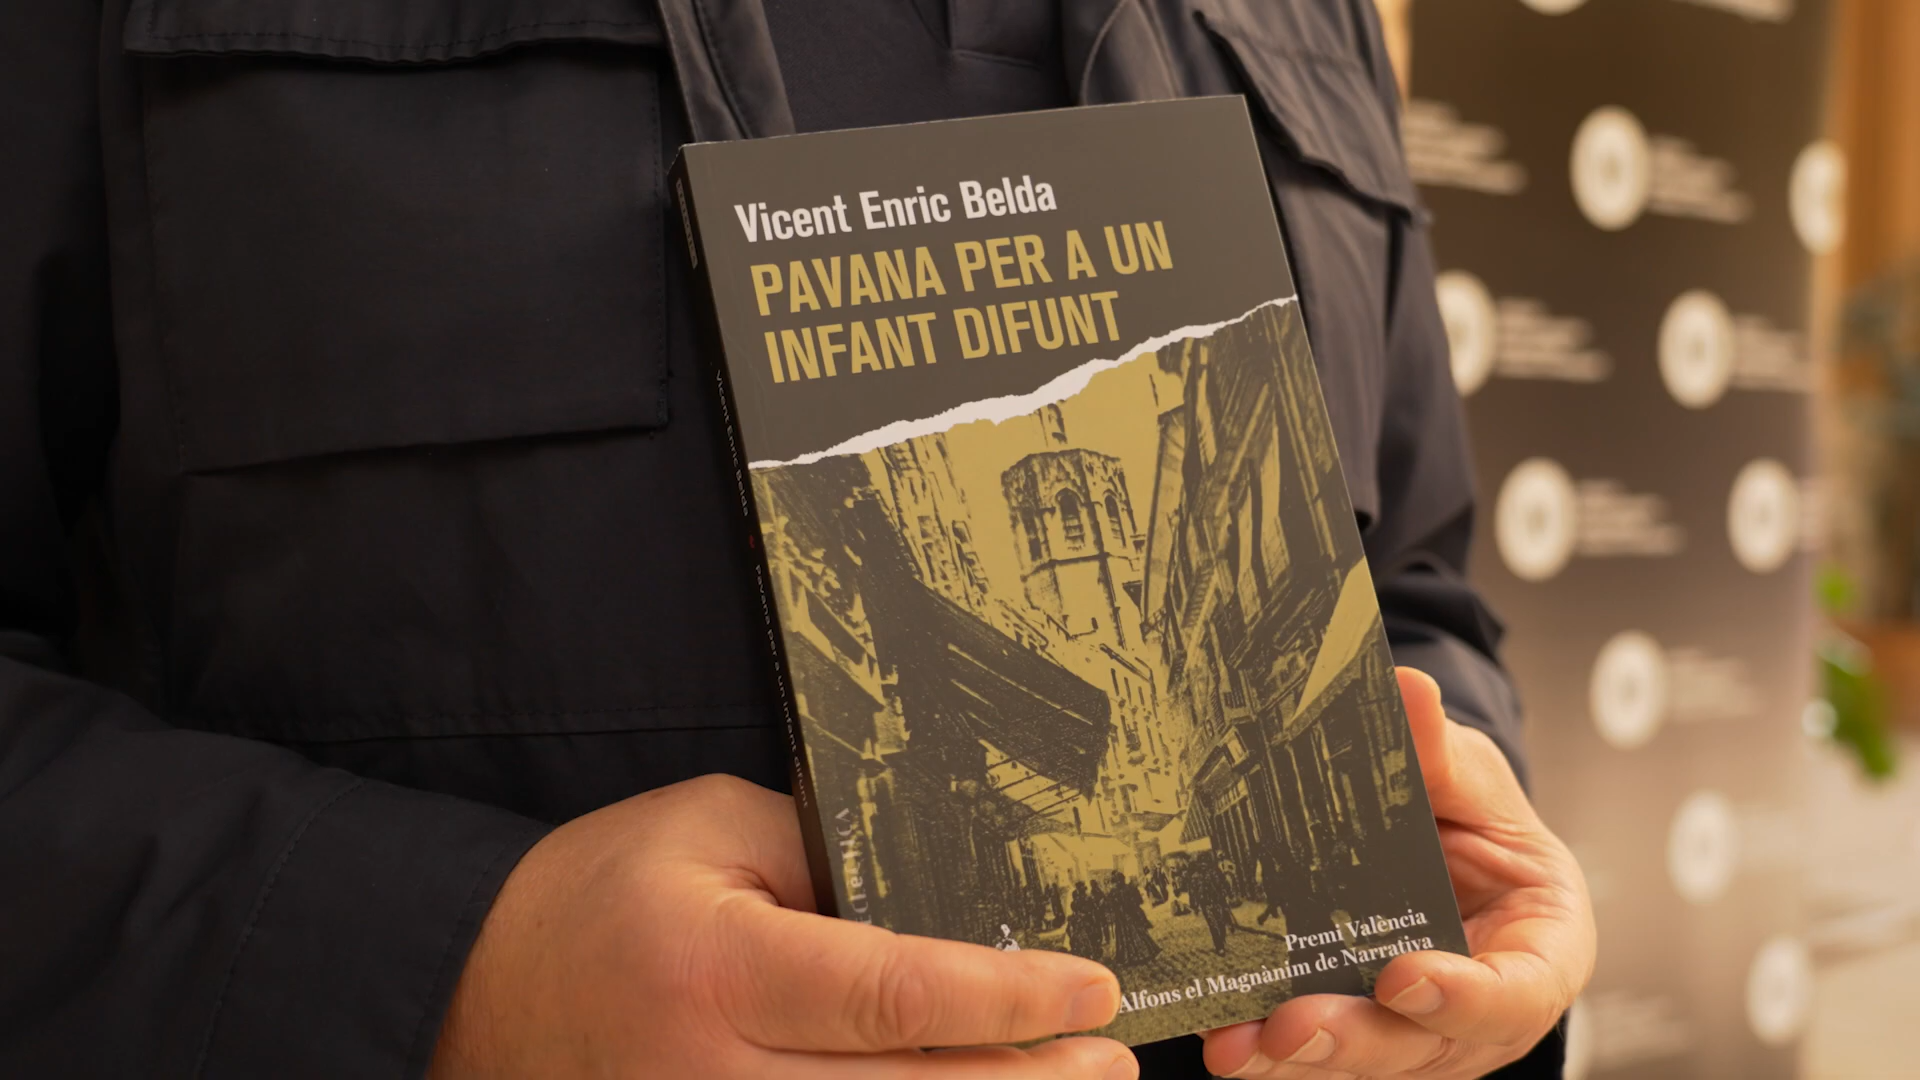 Vicent Enric Belda
PAVANA PER A UN
INFANT DIFUNT
Premi València
Alfons el Magnànim de Narrativa
Vicent Enric Belda
Pavana per a un infant difunt